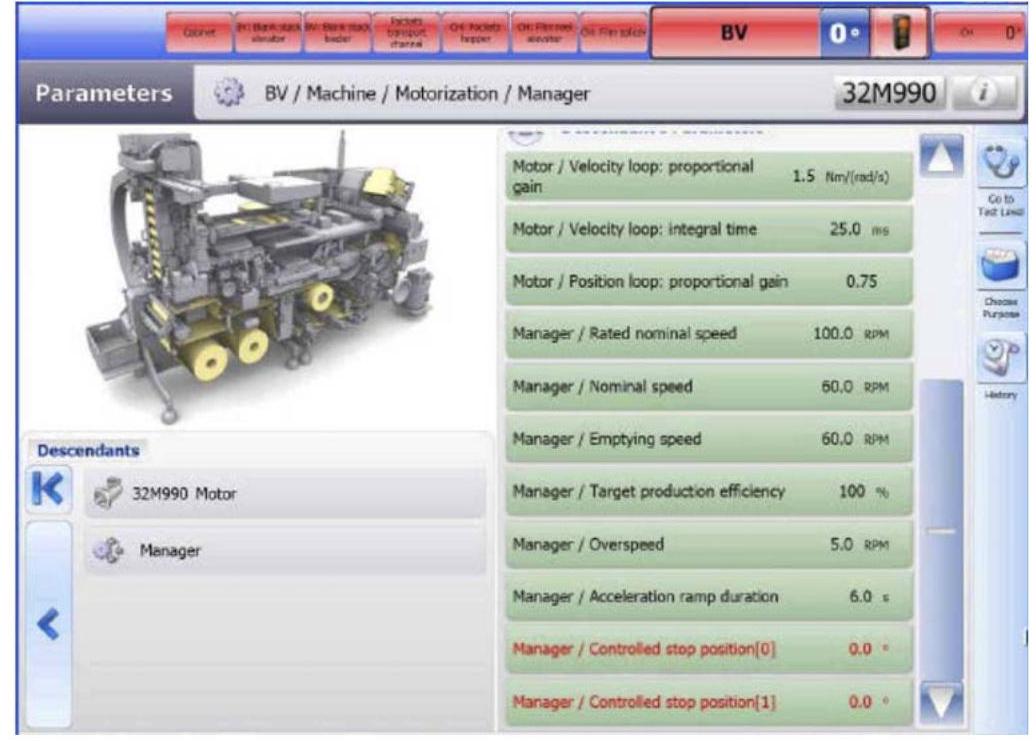 Cabinet
BV: Blank stack
elevator
BV: Blank stack
loader
Packets
transport
channel
CH: Packets
hopper
CH: Film reel
elevator
CH: Film splicer
BV
0°
CH
0°
Parameters
BV / Machine / Motorization / Manager
32M990
i
Descendant's Parameters
Motor / Velocity loop: proportional
gain
1.5 Nm/(rad/s)
Motor / Velocity loop: integral time
25.0 ms
Motor / Position loop: proportional gain
0.75
Manager / Rated nominal speed
100.0 RPM
Manager / Nominal speed
60.0 RPM
Manager / Emptying speed
60.0 RPM
Manager / Target production efficiency
100 %
Manager / Overspeed
5.0 RPM
Manager / Acceleration ramp duration
6.0 s
Manager / Controlled stop position[0]
0.0 °
Manager / Controlled stop position[1]
0.0 °
Go to
Test Level
Choose
Purpose
History
Descendants
32M990 Motor
Manager